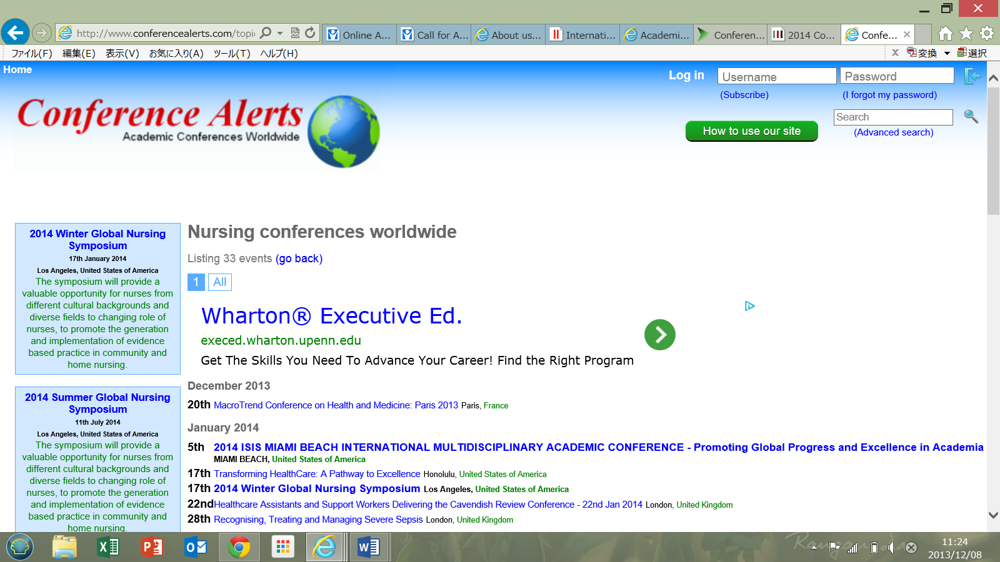 http://www.conferencealerts.com/topi
Online A...
Call for A...
About us...
Internati...
Academi...
Conferen...
2014 Co...
Confe...
ファイル(F) 編集(E) 表示(V) お気に入り(A) ツール(T) ヘルプ(H)
x 変換 選択
Home
Log in Username Password
(Subscribe) (I forgot my password)
Conference Alerts
Academic Conferences Worldwide
Search
How to use our site
(Advanced search)
2014 Winter Global Nursing
Symposium
17th January 2014
Los Angeles, United States of America
The symposium will provide a
valuable opportunity for nurses from
different cultural backgrounds and
diverse fields to changing role of
nurses, to promote the generation
and implementation of evidence
based practice in community and
home nursing.
2014 Summer Global Nursing
Symposium
11th July 2014
Los Angeles, United States of America
The symposium will provide a
valuable opportunity for nurses from
different cultural backgrounds and
diverse fields to changing role of
nurses, to promote the generation
and implementation of evidence
based practice in community and
home nursing.
Nursing conferences worldwide
Listing 33 events (go back)
1 All
Wharton® Executive Ed.
execed.wharton.upenn.edu
Get The Skills You Need To Advance Your Career! Find the Right Program
December 2013
20th MacroTrend Conference on Health and Medicine: Paris 2013 Paris, France
January 2014
5th 2014 ISIS MIAMI BEACH INTERNATIONAL MULTIDISCIPLINARY ACADEMIC CONFERENCE - Promoting Global Progress and Excellence in Academia
MIAMI BEACH, United States of America
17th Transforming HealthCare: A Pathway to Excellence Honolulu, United States of America
17th 2014 Winter Global Nursing Symposium Los Angeles, United States of America
22nd Healthcare Assistants and Support Workers Delivering the Cavendish Review Conference - 22nd Jan 2014 London, United Kingdom
28th Recognising, Treating and Managing Severe Sepsis London, United Kingdom
11:24
2013/12/08